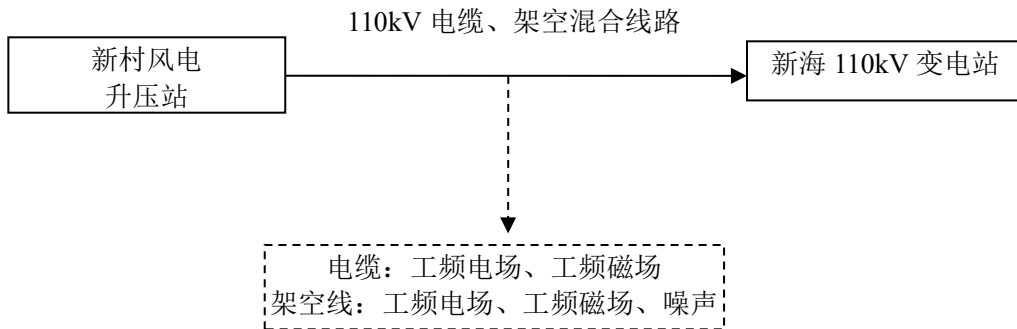 110kV 电缆、架空混合线路
新村风电
升压站
新海 110kV 变电站
电缆：工频电场、工频磁场
架空线：工频电场、工频磁场、噪声